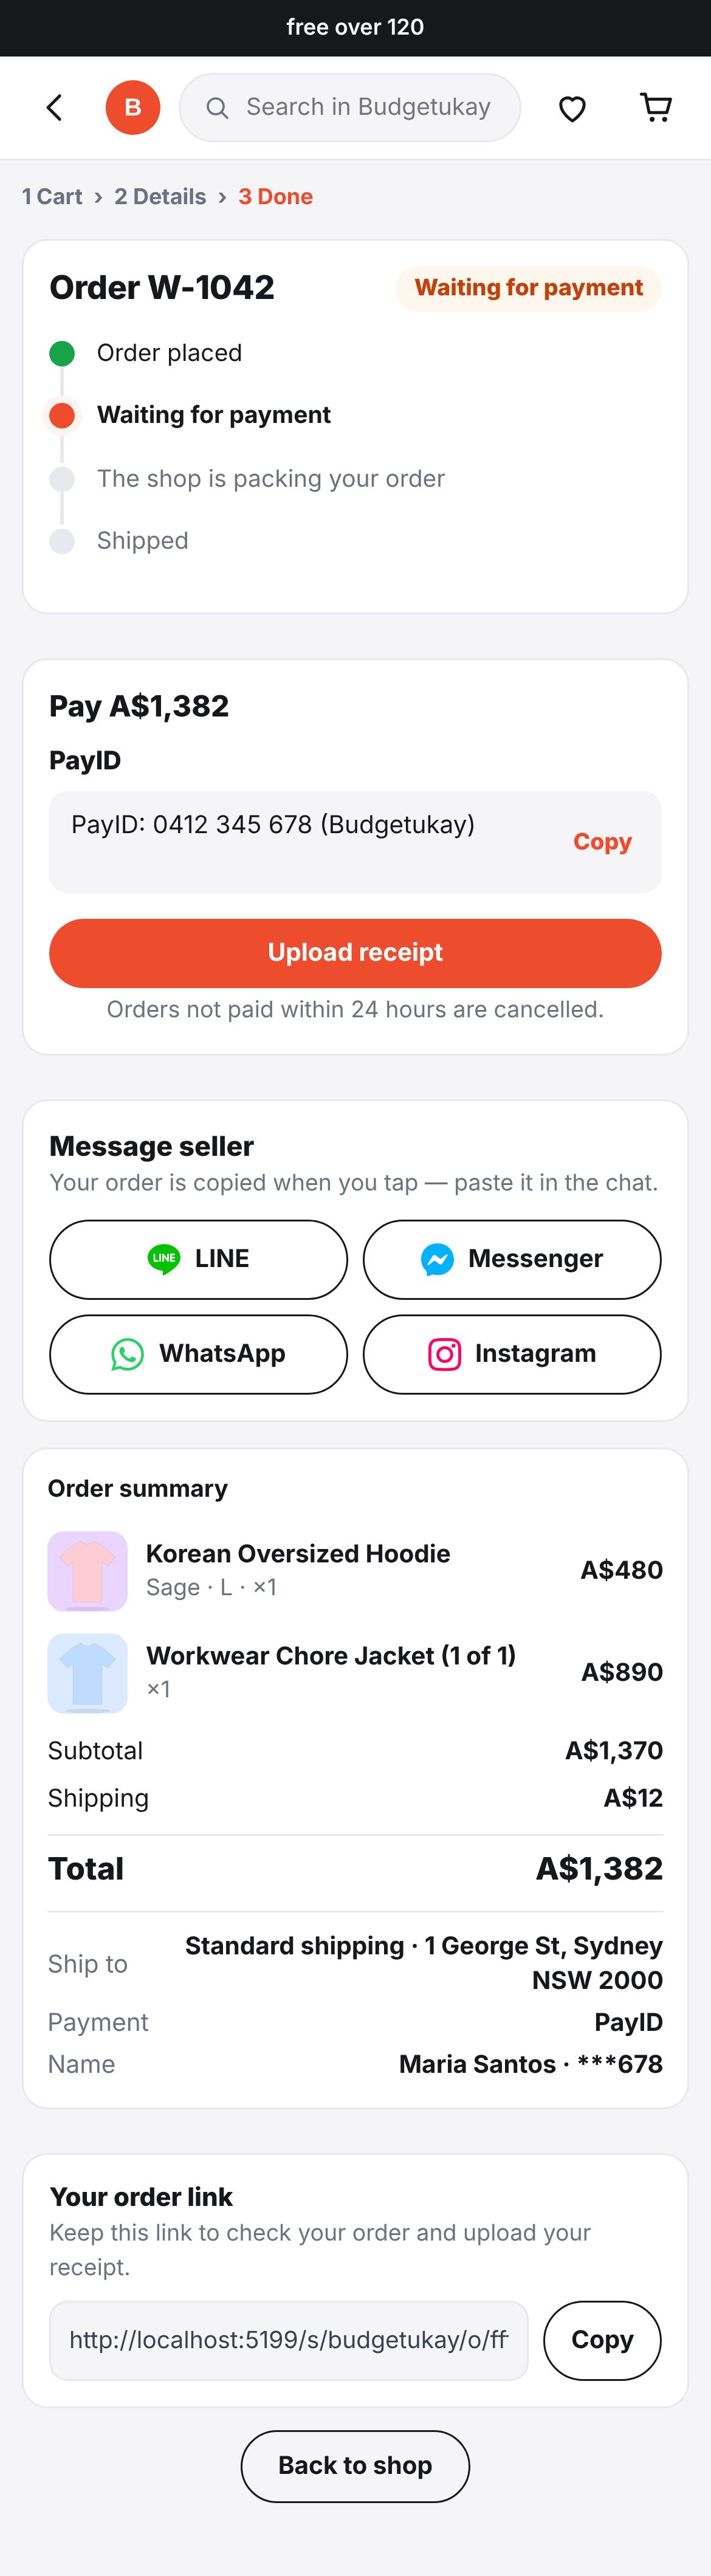 free over 120
B
Search in Budgetukay
1 Cart › 2 Details › 3 Done
Order W-1042
Waiting for payment
Order placed
Waiting for payment
The shop is packing your order
Shipped
Pay A$1,382
PayID
PayID: 0412 345 678 (Budgetukay)
Copy
Upload receipt
Orders not paid within 24 hours are cancelled.
Message seller
Your order is copied when you tap — paste it in the chat.
LINE LINE
Messenger
WhatsApp
Instagram
Order summary
Korean Oversized Hoodie
Sage · L · ×1
A$480
Workwear Chore Jacket (1 of 1)
×1
A$890
Subtotal A$1,370
Shipping A$12
Total A$1,382
Ship to Standard shipping · 1 George St, Sydney
NSW 2000
Payment PayID
Name Maria Santos · ***678
Your order link
Keep this link to check your order and upload your
receipt.
http://localhost:5199/s/budgetukay/o/ff
Copy
Back to shop